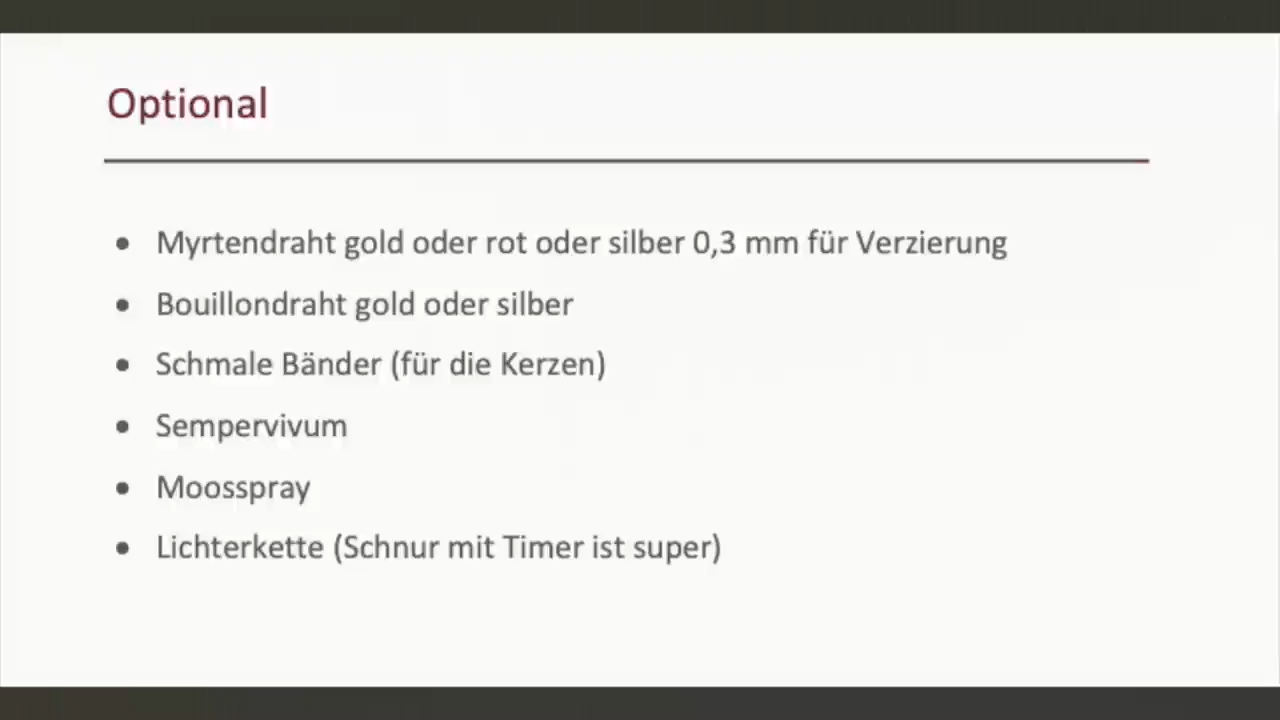 Optional
• Myrtendraht gold oder rot oder silber 0,3 mm für Verzierung
• Bouillondraht gold oder silber
• Schmale Bänder (für die Kerzen)
• Sempervivum
• Moosspray
• Lichterkette (Schnur mit Timer ist super)